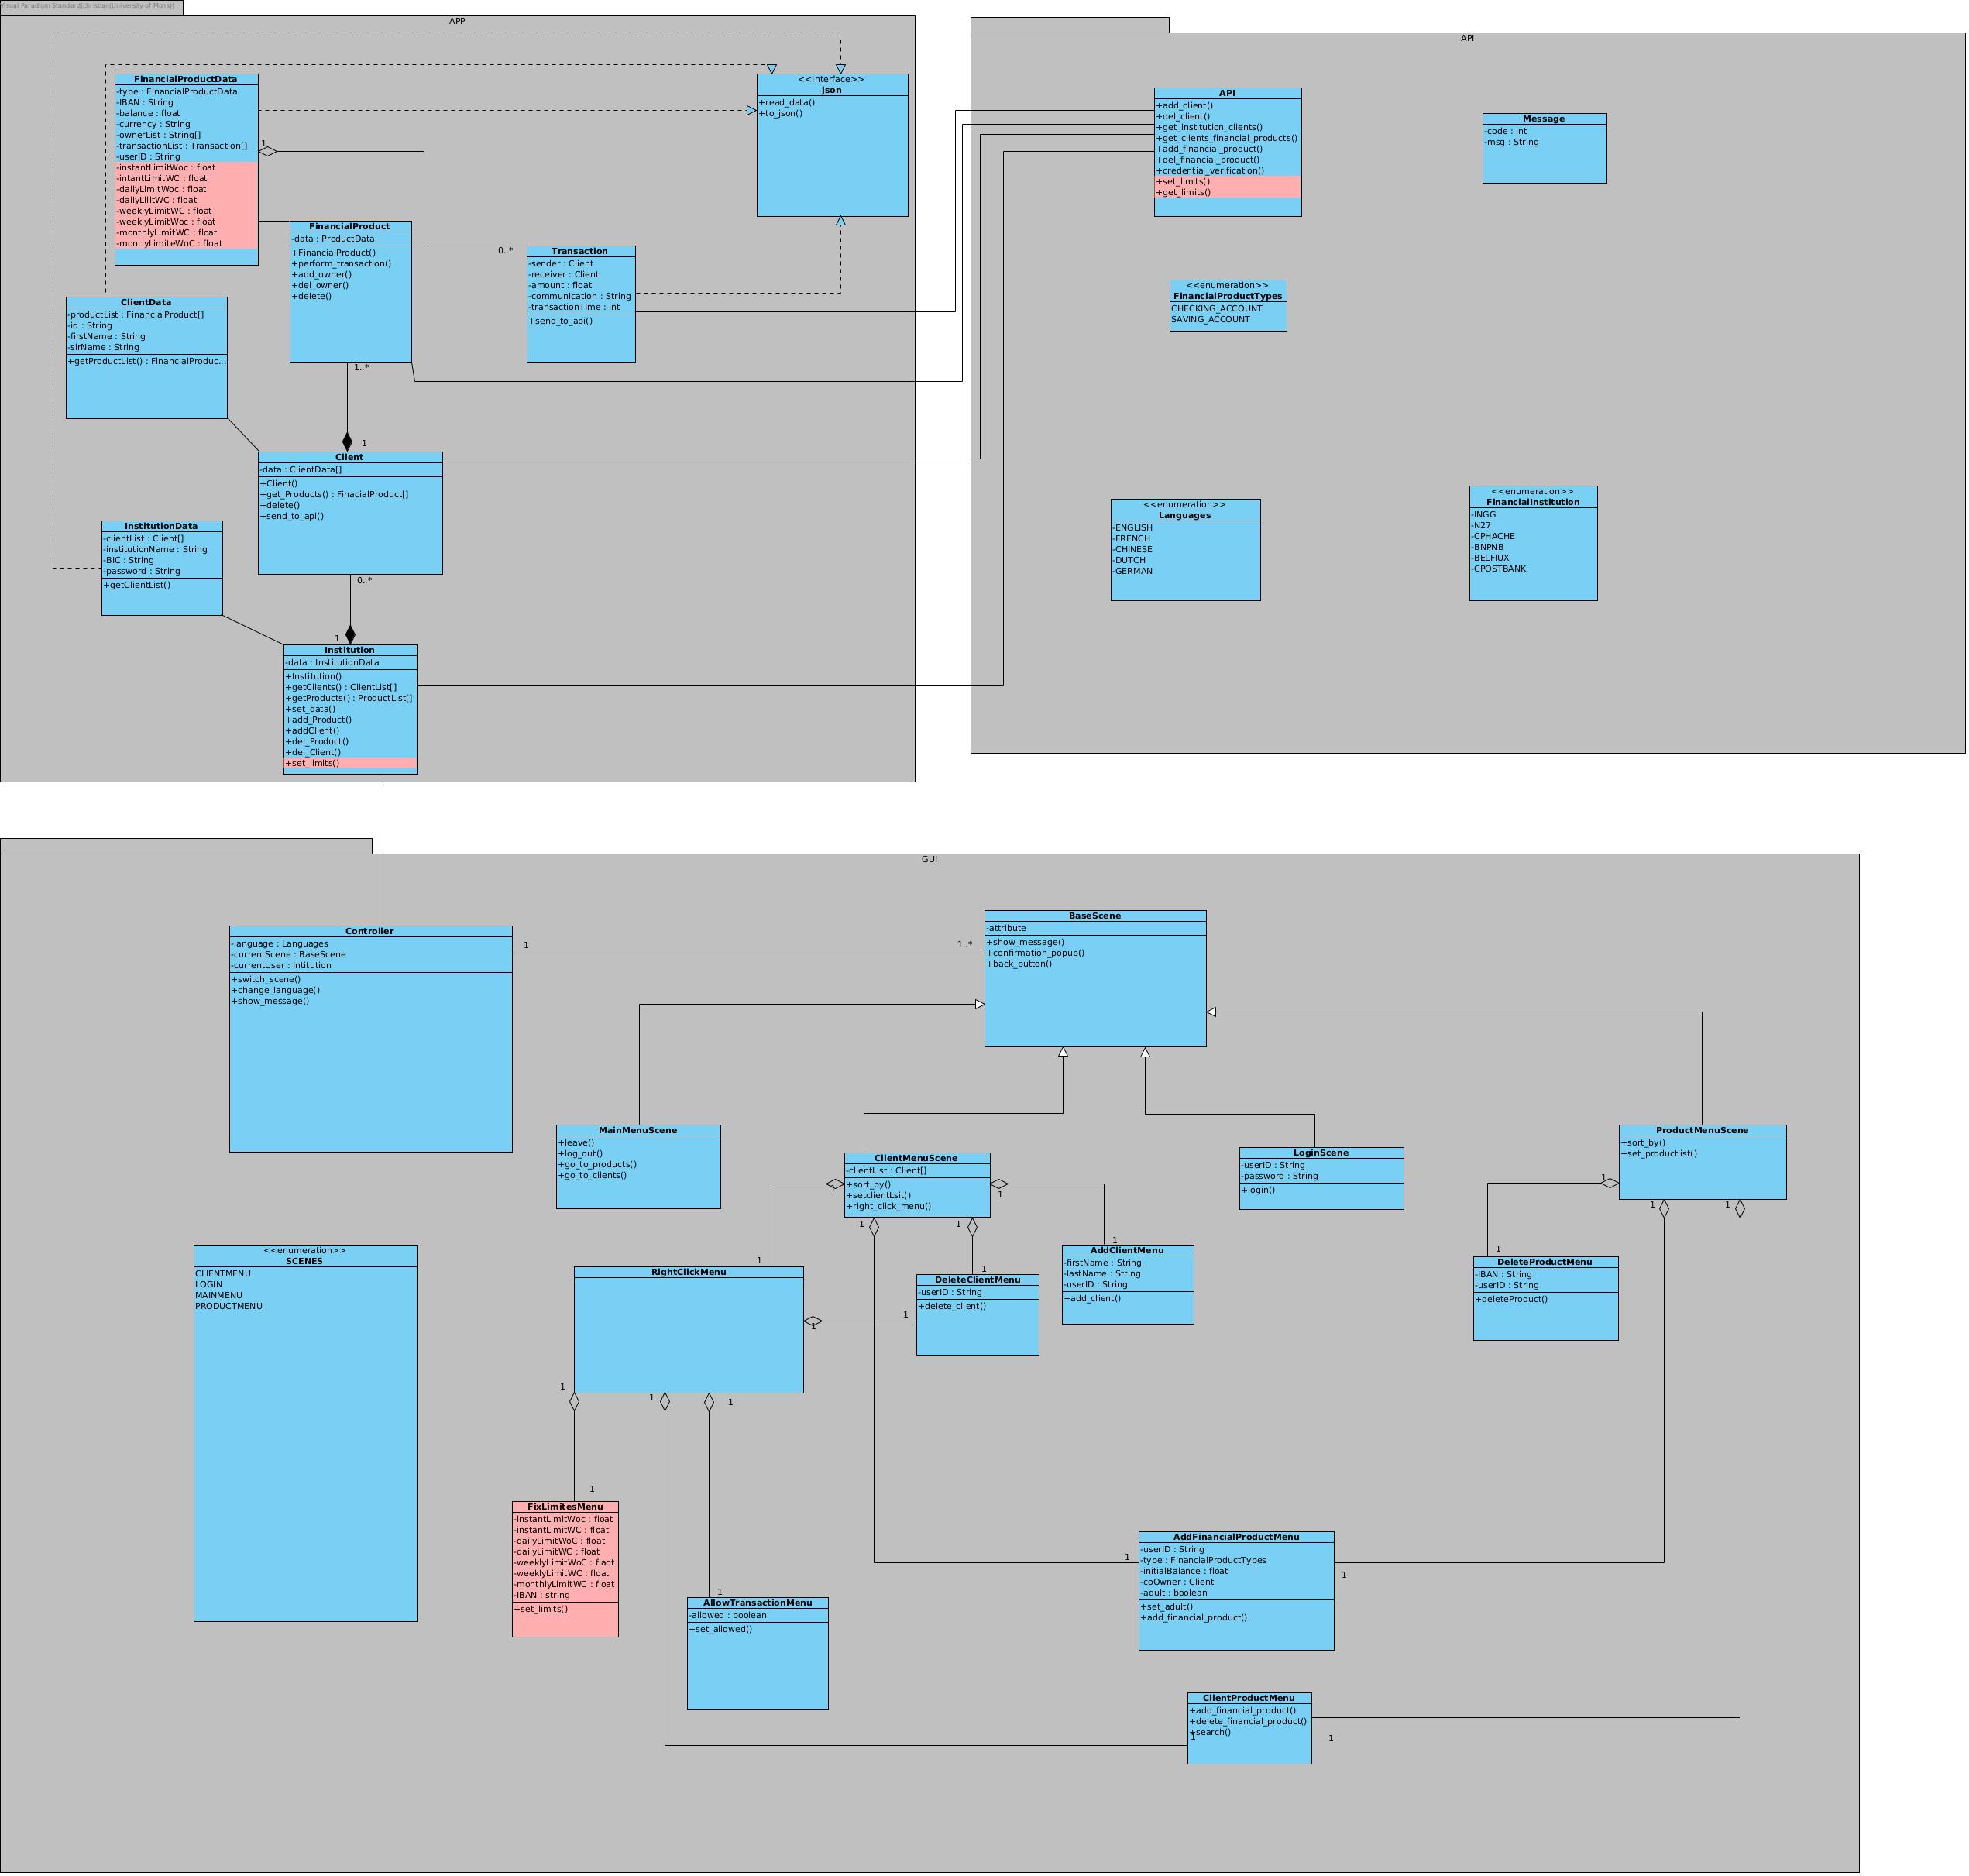 Visual Paradigm Standard(christian(University of Mons))
APP
FinancialProductData
-type : FinancialProductData
-IBAN : String
-balance : float
-currency : String
-ownerList : String[]
-transactionList : Transaction[]
-userID : String
-instantLimitWoc : float
-intantLimitWC : float
-dailyLimitWoc : float
-dailyLilitWC : float
-weeklyLimitWC : float
-weeklyLimitWoc : float
-monthlyLimitWC : float
-montlyLimiteWoC : float
1
0..*
<<Interface>>
json
+read_data()
+to_json()
FinancialProduct
-data : ProductData
+FinancialProduct()
+perform_transaction()
+add_owner()
+del_owner()
+delete()
1..*
1
Transaction
-sender : Client
-receiver : Client
-amount : float
-communication : String
-transactionTIme : int
+send_to_api()
ClientData
-productList : FinancialProduct[]
-id : String
-firstName : String
-sirName : String
+getProductList() : FinancialProduc...
Client
-data : ClientData[]
+Client()
+get_Products() : FinacialProduct[]
+delete()
+send_to_api()
0..*
1
InstitutionData
-clientList : Client[]
-institutionName : String
-BIC : String
-password : String
+getClientList()
Institution
-data : InstitutionData
+Institution()
+getClients() : ClientList[]
+getProducts() : ProductList[]
+set_data()
+add_Product()
+addClient()
+del_Product()
+del_Client()
+set_limits()
API
API
+add_client()
+del_client()
+get_institution_clients()
+get_clients_financial_products()
+add_financial_product()
+del_financial_product()
+credential_verification()
+set_limits()
+get_limits()
Message
-code : int
-msg : String
<<enumeration>>
FinancialProductTypes
CHECKING_ACCOUNT
SAVING_ACCOUNT
<<enumeration>>
Languages
-ENGLISH
-FRENCH
-CHINESE
-DUTCH
-GERMAN
<<enumeration>>
FinancialInstitution
-INGG
-N27
-CPHACHE
-BNPNB
-BELFIUX
-CPOSTBANK
GUI
Controller
-language : Languages
-currentScene : BaseScene
-currentUser : Intitution
+switch_scene()
+change_language()
+show_message()
1
1..*
BaseScene
-attribute
+show_message()
+confirmation_popup()
+back_button()
MainMenuScene
+leave()
+log_out()
+go_to_products()
+go_to_clients()
ClientMenuScene
-clientList : Client[]
+sort_by()
+setclientLsit()
+right_click_menu()
1
1
1
1
LoginScene
-userID : String
-password : String
+login()
ProductMenuScene
+sort_by()
+set_productlist()
1
1
1
<<enumeration>>
SCENES
CLIENTMENU
LOGIN
MAINMENU
PRODUCTMENU
1
RightClickMenu
1
1
1
1
1
DeleteClientMenu
-userID : String
+delete_client()
1
1
AddClientMenu
-firstName : String
-lastName : String
-userID : String
+add_client()
1
DeleteProductMenu
-IBAN : String
-userID : String
+deleteProduct()
1
FixLimitesMenu
-instantLimitWoc : float
-instantLimitWC : float
-dailyLimitWoC : float
-dailyLimitWC : float
-weeklyLimitWoC : flaot
-weeklyLimitWC : float
-monthlyLimitWC : float
-IBAN : string
+set_limits()
1
AllowTransactionMenu
-allowed : boolean
+set_allowed()
AddFinancialProductMenu
-userID : String
-type : FinancialProductTypes
-initialBalance : float
-coOwner : Client
-adult : boolean
+set_adult()
+add_financial_product()
1
1
ClientProductMenu
+add_financial_product()
+delete_financial_product()
+search()
1
1